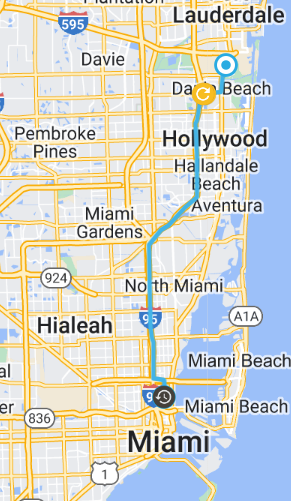 Plantation
Lauderdale
595
Davie
Dania Beach
Pembroke
Pines
Hollywood
Hallandale
Beach
Aventura
Miami
Gardens
924
North Miami
95
A1A
Hialeah
Miami Beach
Miami Beach
836
Miami
1